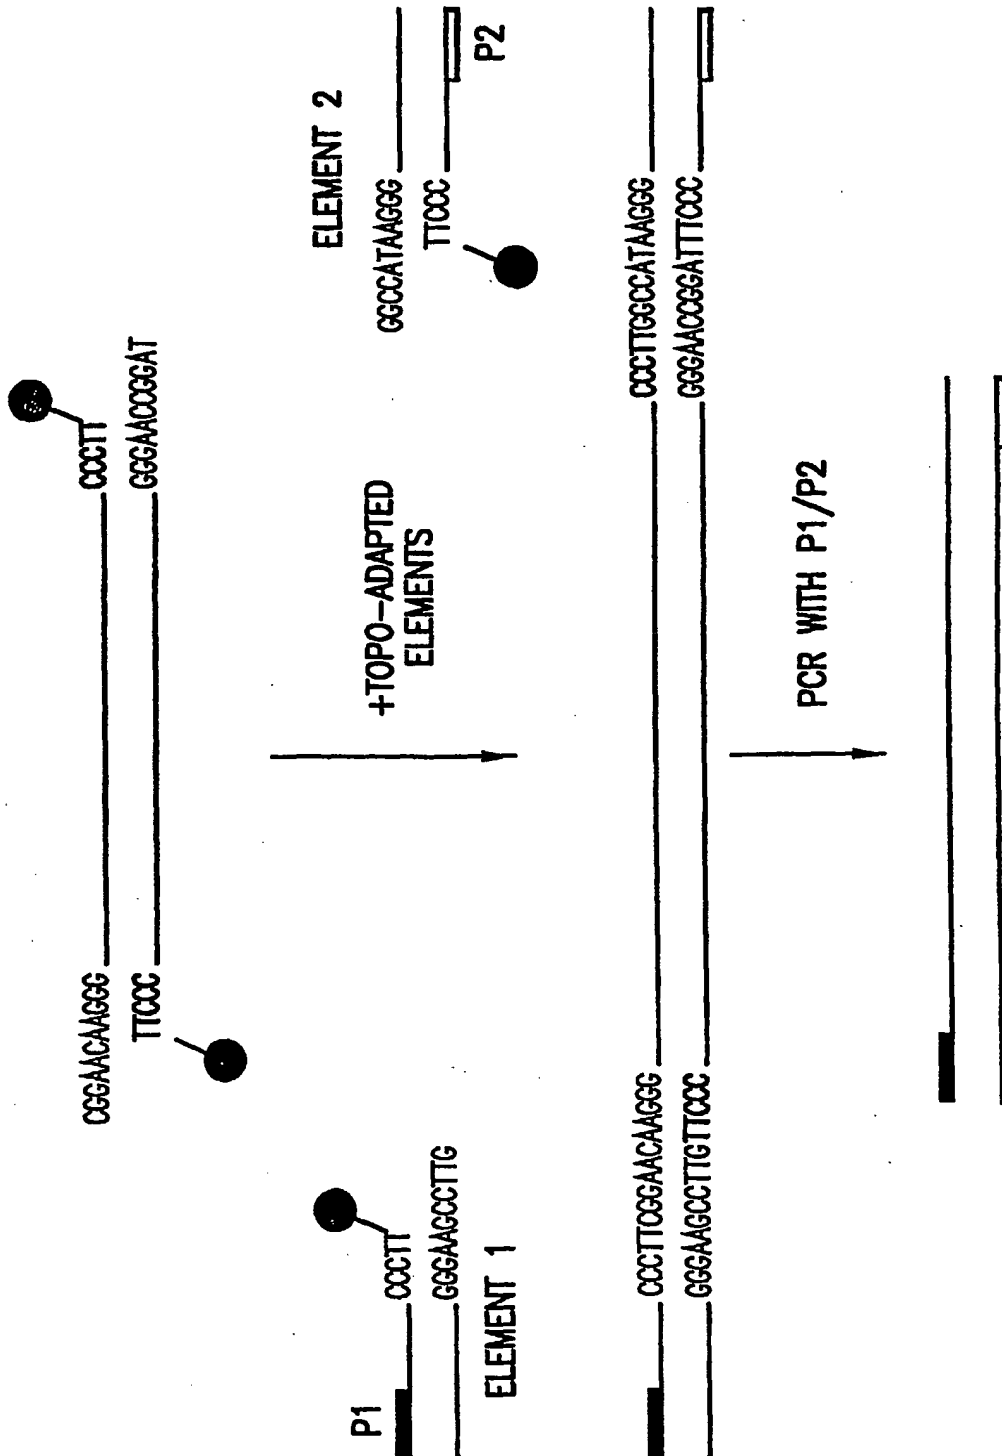 CGGAACAAGGG
CCCTT
TTCCC
GGGAACCGGAT
P1
CCCTT
GGGAAGCCTTG
ELEMENT 1
+TOPO-ADAPTED
ELEMENTS
ELEMENT 2
GGCCATAAGGG
TTCCC
P2
CCCTTCGGAACAAGGG
CCCTTGGCCATAAGGG
GGGAAGCCTTGTTCCC
GGGAACCGGATTTCCC
PCR WITH P1/P2